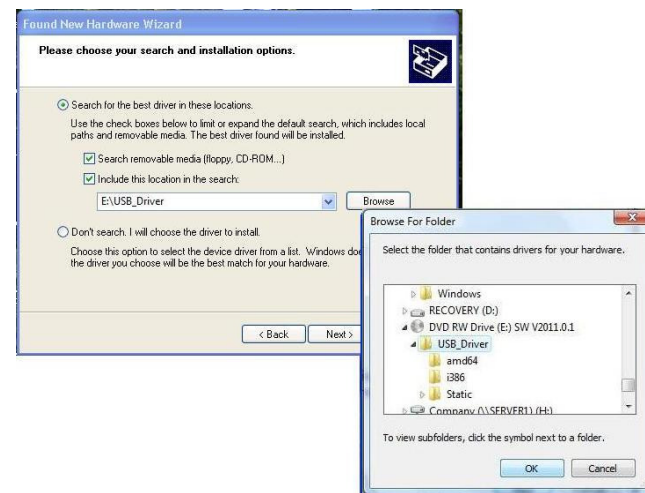 Found New Hardware Wizard
Please choose your search and installation options.
Search for the best driver in these locations.
Use the check boxes below to limit or expand the default search, which includes local
paths and removable media. The best driver found will be installed.
Search removable media (floppy, CD-ROM...)
Include this location in the search:
E:\USB_Driver
Browse
Don't search. I will choose the driver to install.
Choose this option to select the device driver from a list. Windows doe
the driver you choose will be the best match for your hardware.
< Back
Next >
Browse For Folder
Select the folder that contains drivers for your hardware.
Windows
RECOVERY (D:)
DVD RW Drive (E:) SW V2011.0.1
USB_Driver
amd64
i386
Static
Company (\\SERVER1) (H:)
To view subfolders, click the symbol next to a folder.
OK
Cancel